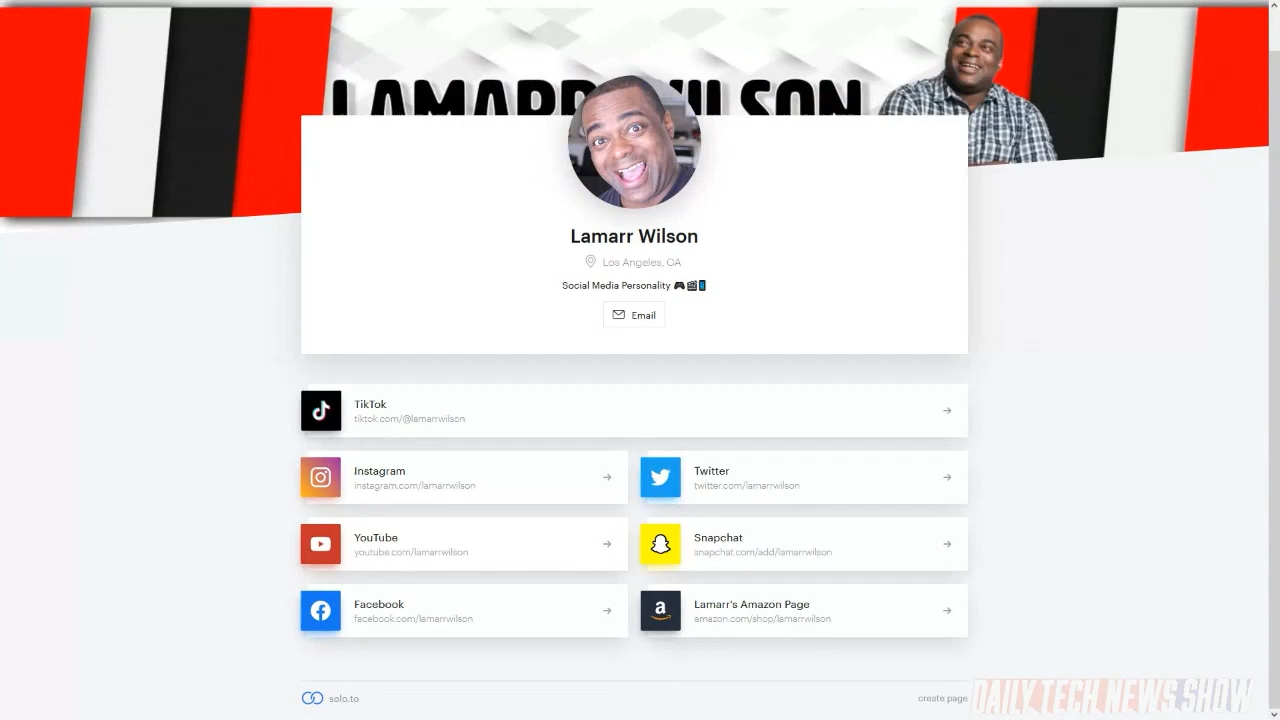 LAMARR WILSON
Lamarr Wilson
Los Angeles, CA
Social Media Personality
Email
TikTok
tiktok.com/@lamarrwilson
Instagram
instagram.com/lamarrwilson
Twitter
twitter.com/lamarrwilson
YouTube
youtube.com/lamarrwilson
Snapchat
snapchat.com/add/lamarrwilson
Facebook
facebook.com/lamarrwilson
Lamarr's Amazon Page
amazon.com/shop/lamarrwilson
solo.to
create page
DAILY TECH NEWS SHOW